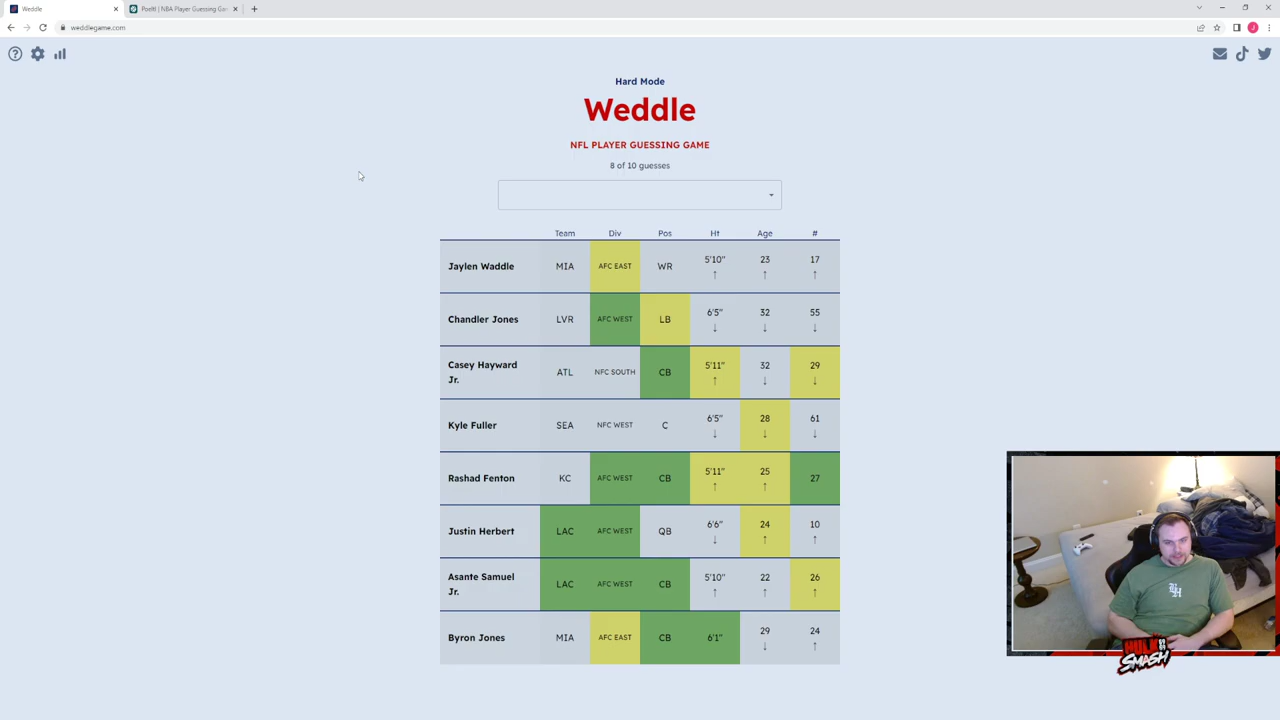 Weddle
Poeltl | NBA Player Guessing Ga
weddlegame.com
Hard Mode
Weddle
NFL PLAYER GUESSING GAME
8 of 10 guesses
Team Div Pos Ht Age #
Jaylen Waddle MIA AFC EAST WR 5'10" ↑ 23 ↑ 17 ↑
Chandler Jones LVR AFC WEST LB 6'5" ↓ 32 ↓ 55 ↓
Casey Hayward Jr. ATL NFC SOUTH CB 5'11" ↑ 32 ↓ 29 ↓
Kyle Fuller SEA NFC WEST C 6'5" ↓ 28 ↓ 61 ↓
Rashad Fenton KC AFC WEST CB 5'11" ↑ 25 ↑ 27
Justin Herbert LAC AFC WEST QB 6'6" ↓ 24 ↑ 10 ↑
Asante Samuel Jr. LAC AFC WEST CB 5'10" ↑ 22 ↑ 26 ↑
Byron Jones MIA AFC EAST CB 6'1" 29 ↓ 24 ↑
HULK
SMASH